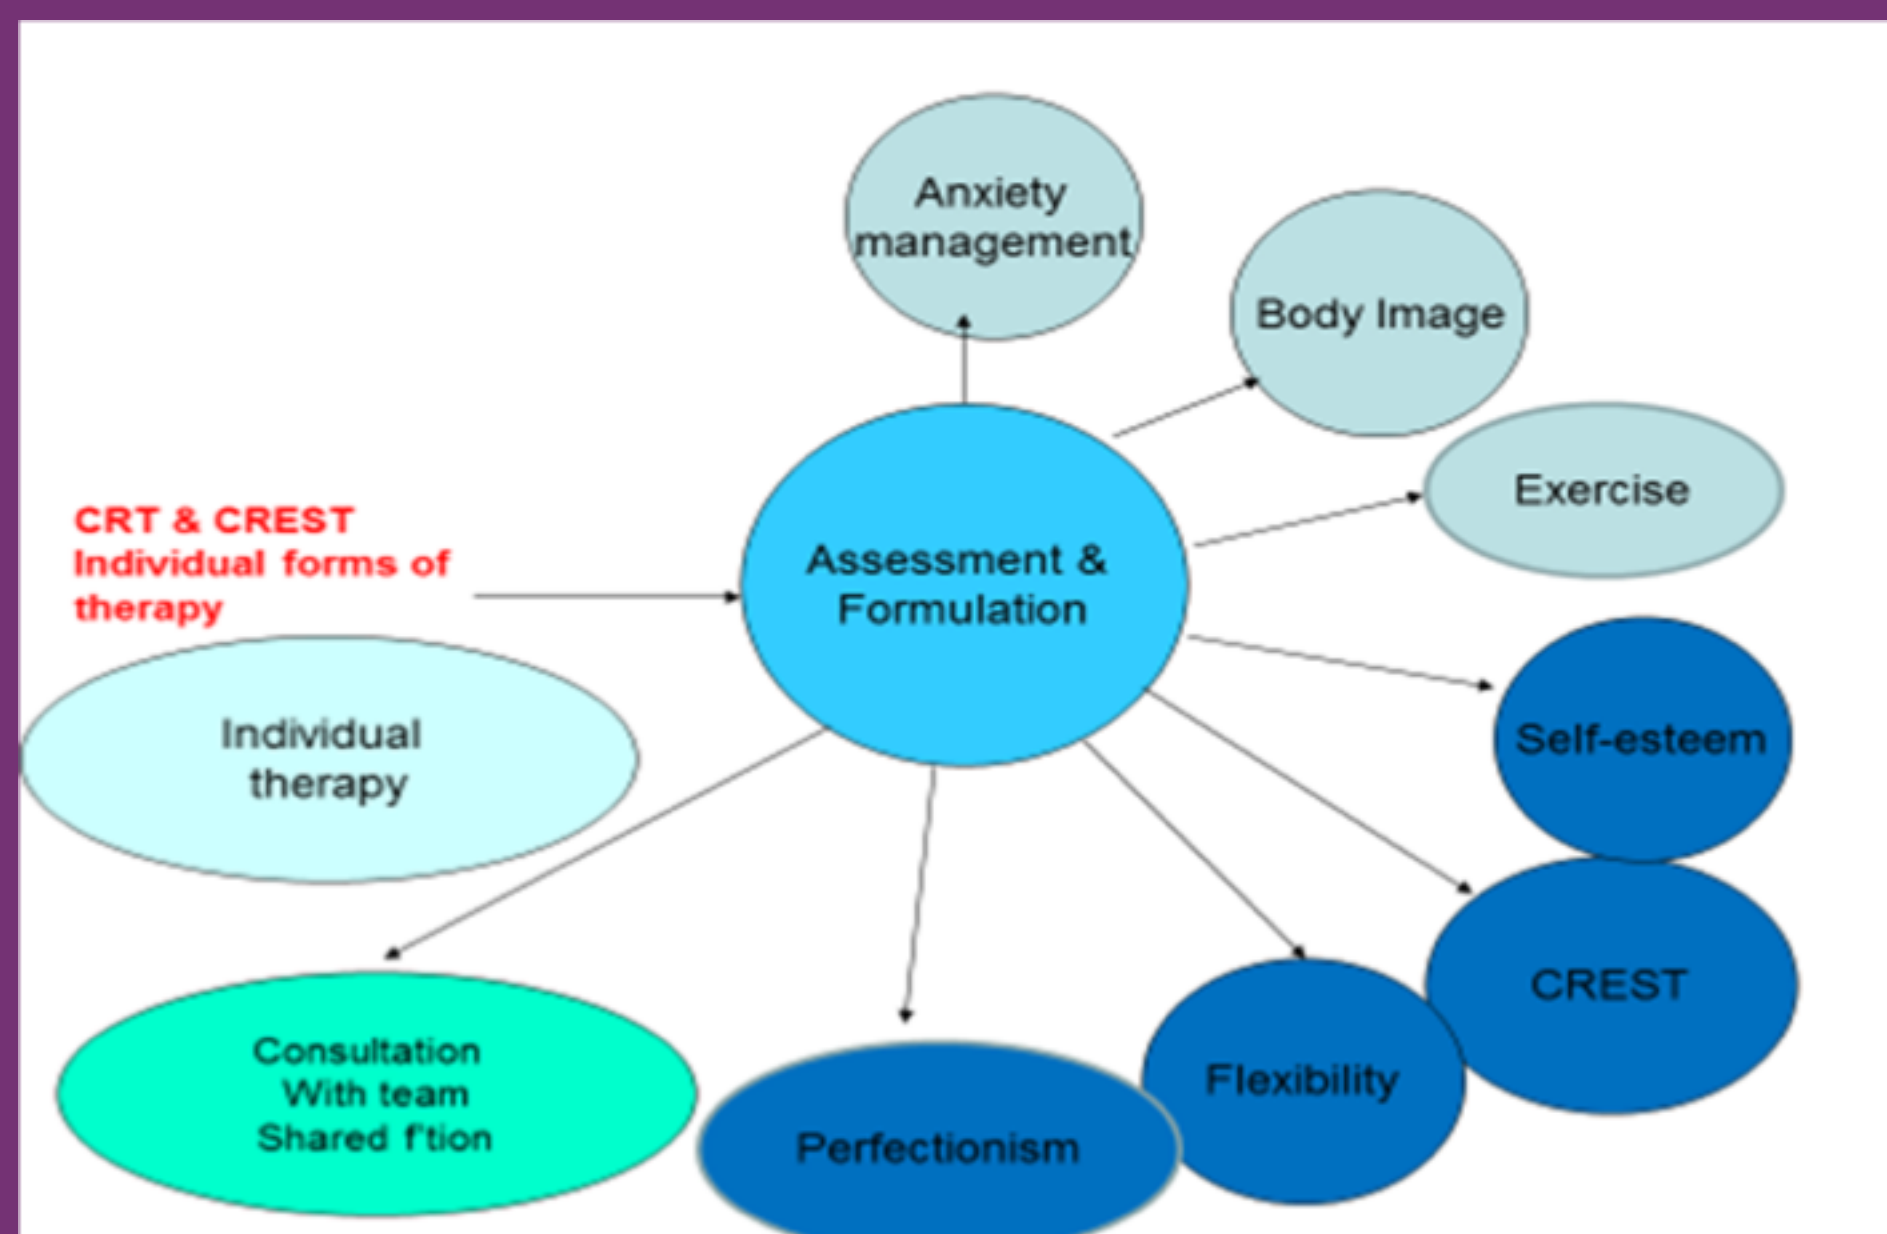 Anxiety
management
Body Image
Exercise
CRT & CREST
Individual forms of
therapy
Assessment &
Formulation
Self-esteem
Individual
therapy
CREST
Consultation
With team
Shared f'tion
Flexibility
Perfectionism